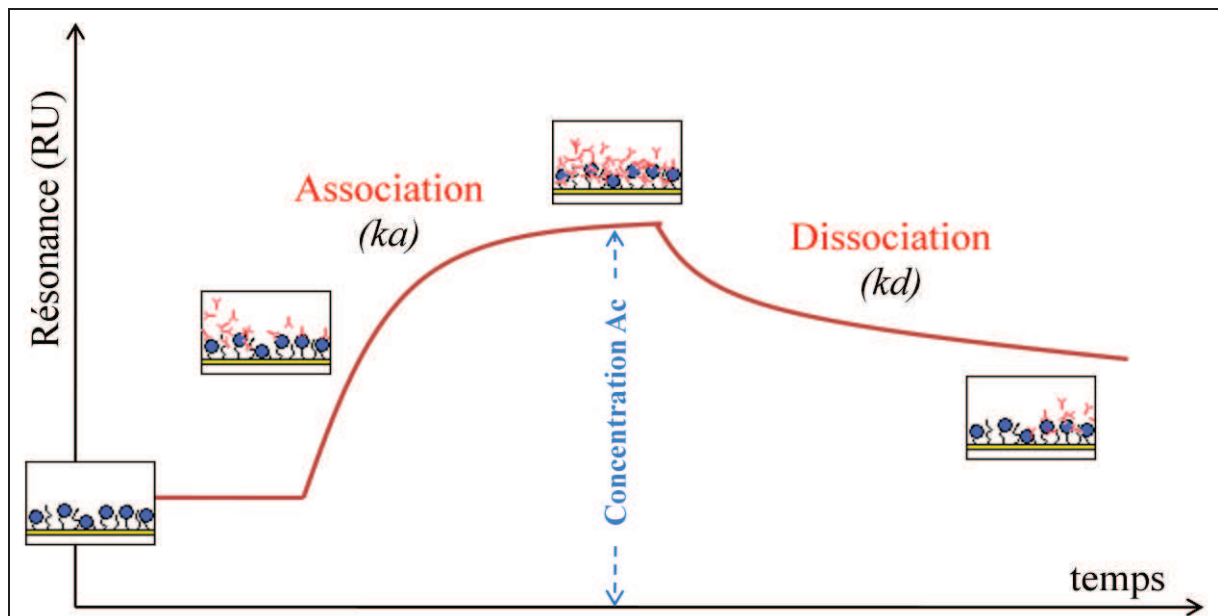 Résonance (RU)
Association
(ka)
Concentration Ac
Dissociation
(kd)
temps